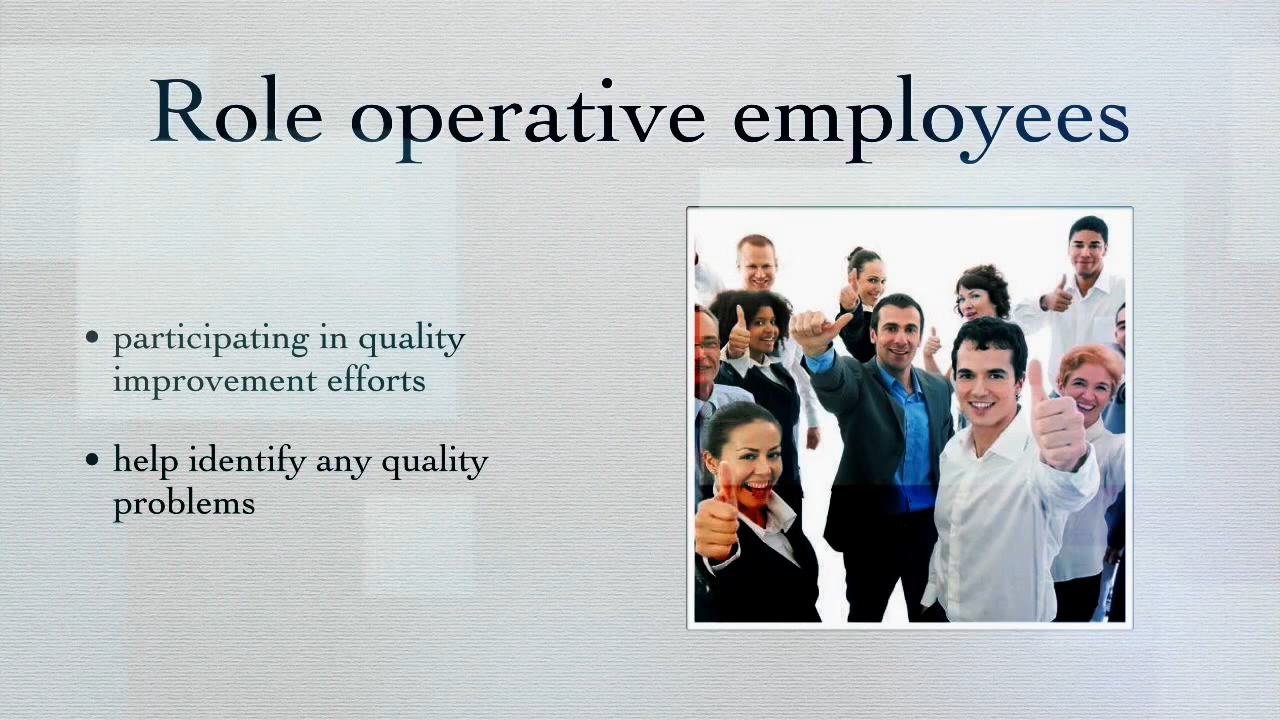 Role operative employees
• participating in quality
improvement efforts
• help identify any quality
problems